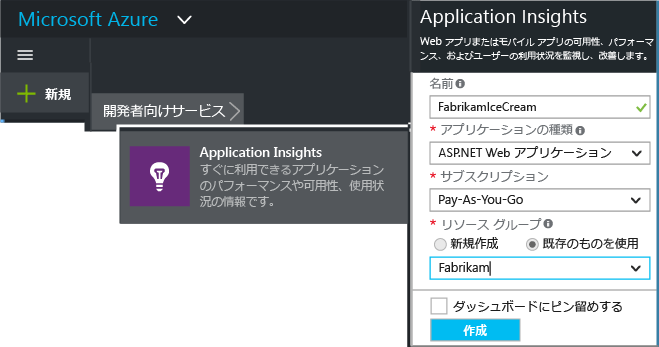 Microsoft Azure
新規
開発者向けサービス
Application Insights
すぐに利用できるアプリケーション
のパフォーマンスや可用性、使用状
況の情報です。
Application Insights
Web アプリまたはモバイル アプリの可用性、パフォーマ
ンス、およびユーザーの利用状況を監視し、改善します。
名前
FabrikamIceCream
* アプリケーションの種類
ASP.NET Web アプリケーション
* サブスクリプション
Pay-As-You-Go
* リソース グループ
新規作成 既存のものを使用
Fabrikam
ダッシュボードにピン留めする
作成